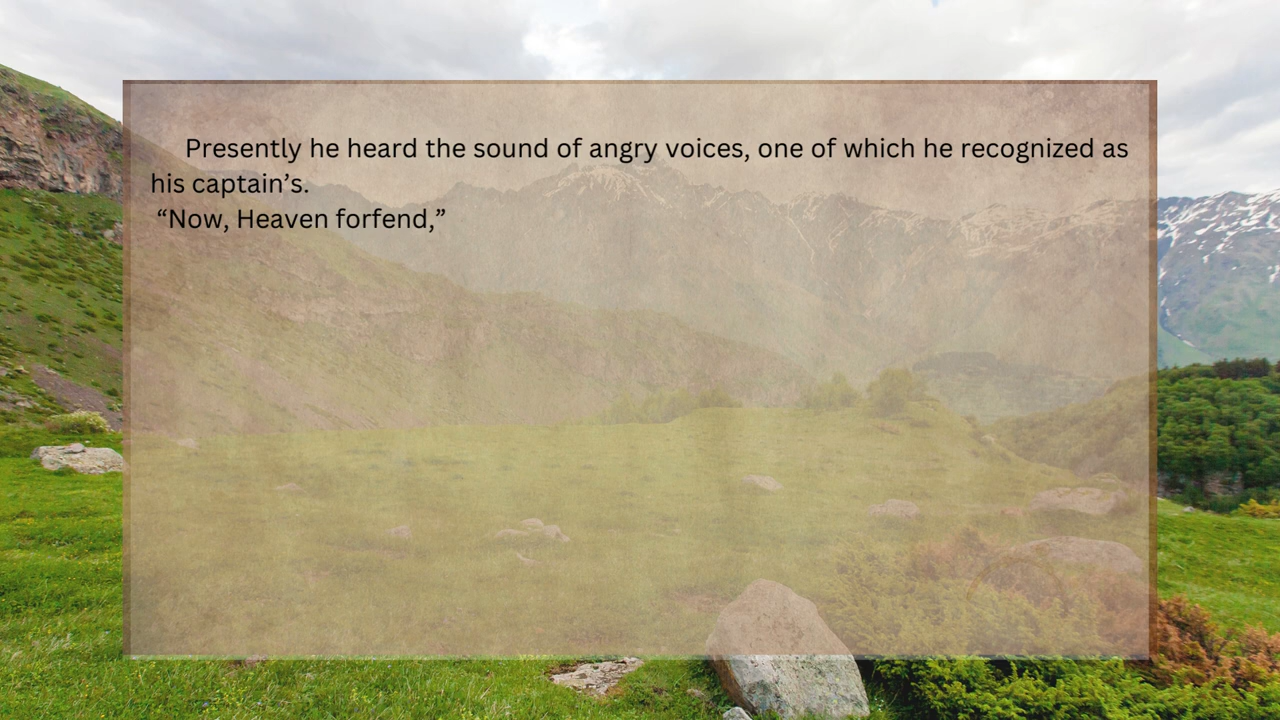 Presently he heard the sound of angry voices, one of which he recognized as
his captain’s.
“Now, Heaven forfend,”